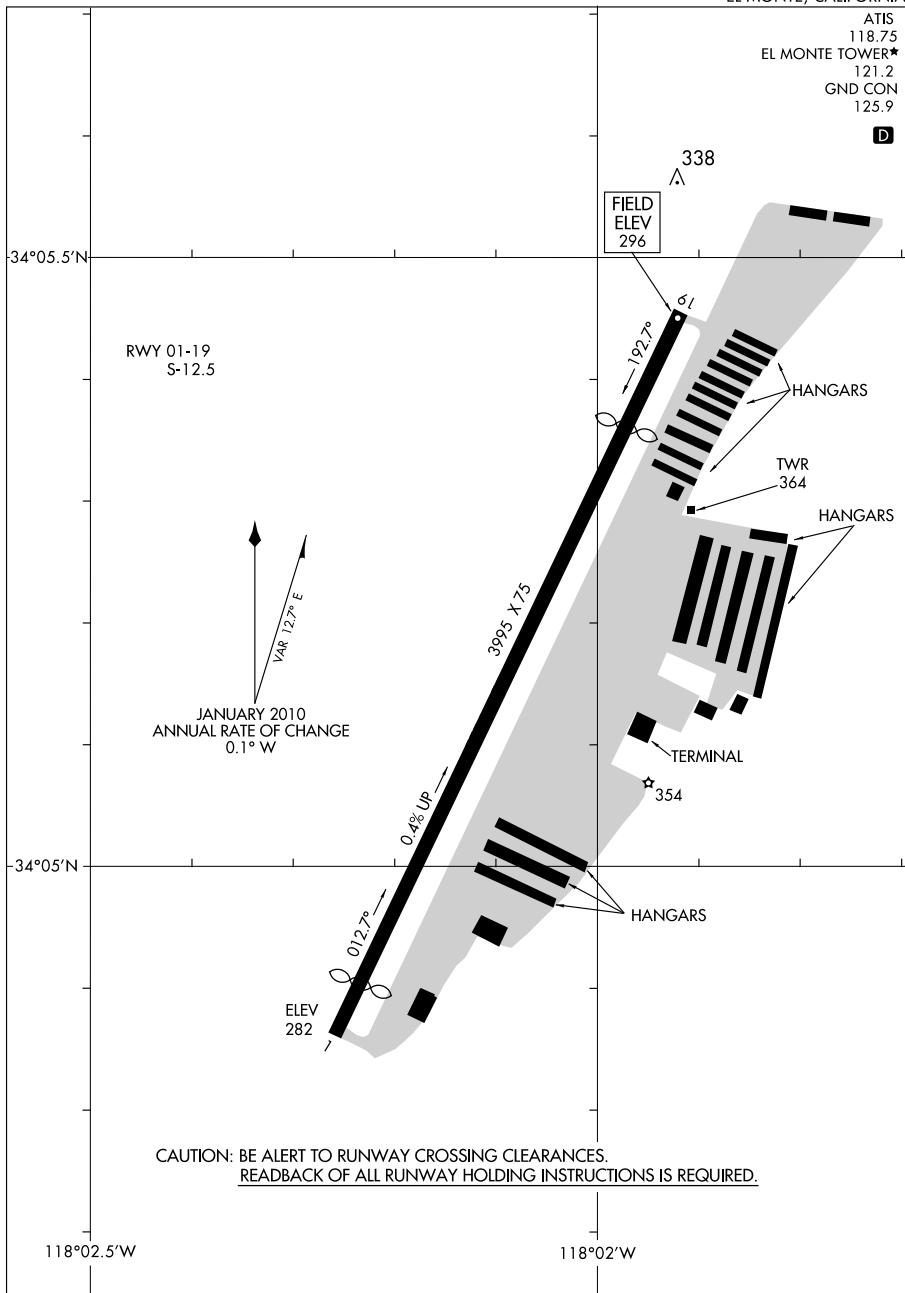 ATIS
118.75
EL MONTE TOWER★
121.2
GND CON
125.9
D
338
FIELD
ELEV
296
34°05.5'N
19
192.7°
RWY 01-19
S-12.5
HANGARS
TWR
364
HANGARS
VAR 12.7° E
3995 X 75
JANUARY 2010
ANNUAL RATE OF CHANGE
0.1° W
TERMINAL
354
0.4% UP
34°05'N
HANGARS
012.7°
ELEV
282
1
CAUTION: BE ALERT TO RUNWAY CROSSING CLEARANCES.
READBACK OF ALL RUNWAY HOLDING INSTRUCTIONS IS REQUIRED.
118°02.5'W
118°02'W